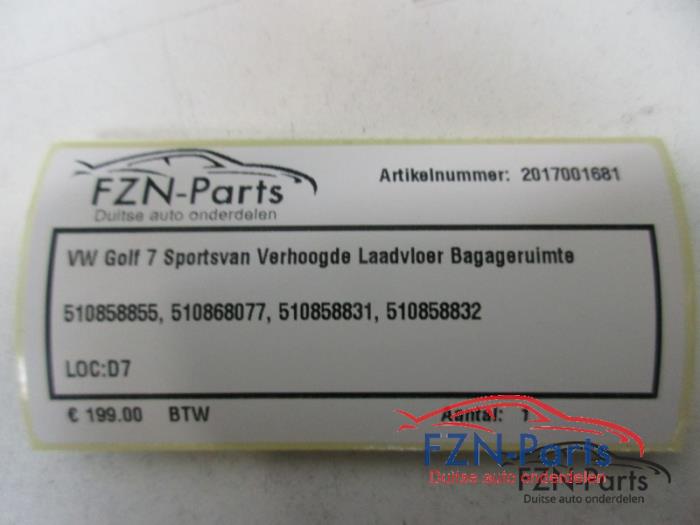 FZN-Parts
Duitse auto onderdelen
Artikelnummer: 2017001681
VW Golf 7 Sportsvan Verhoogde Laadvloer Bagageruimte
510858855, 510868077, 510858831, 510858832
LOC:D7
€ 199.00 BTW
Aantal: 1
FZN-Parts
Duitse auto onderdelen
FZN-Parts
Duitse auto onderdelen